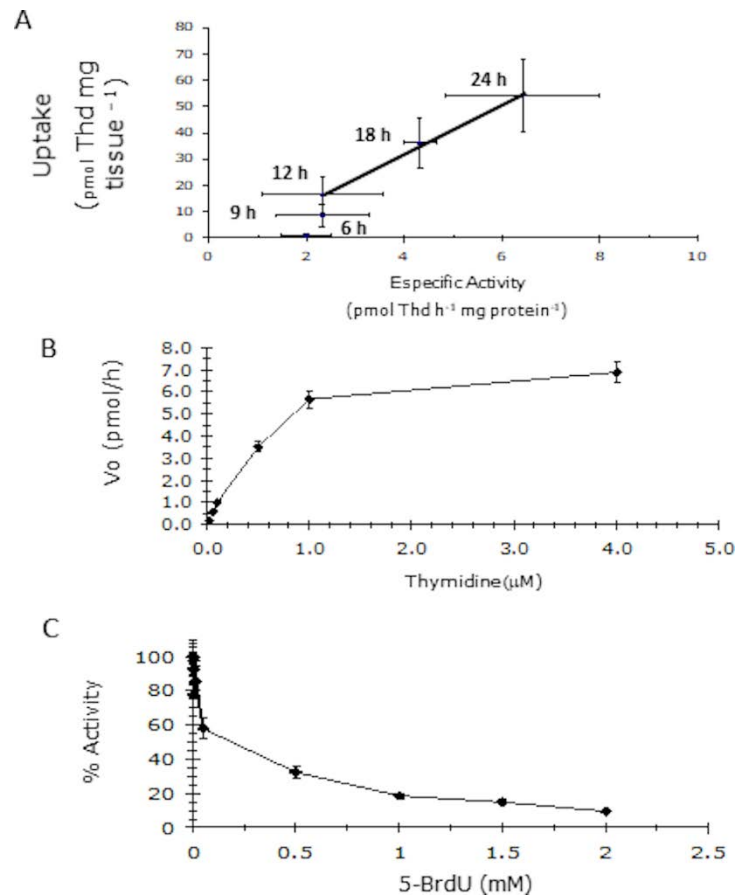 A
Uptake
(pmol Thd mg
tissue -1)
80
70
60
50
40
30
20
10
0
24 h
18 h
12 h
9 h
6 h
0 2 4 6 8 10
Especific Activity
(pmol Thd h-1 mg protein-1)
B
Vo (pmol/h)
8.0
7.0
6.0
5.0
4.0
3.0
2.0
1.0
0.0
0.0 1.0 2.0 3.0 4.0 5.0
Thymidine(μM)
C
% Activity
100
80
60
40
20
0
0 0.5 1 1.5 2 2.5
5-BrdU (mM)